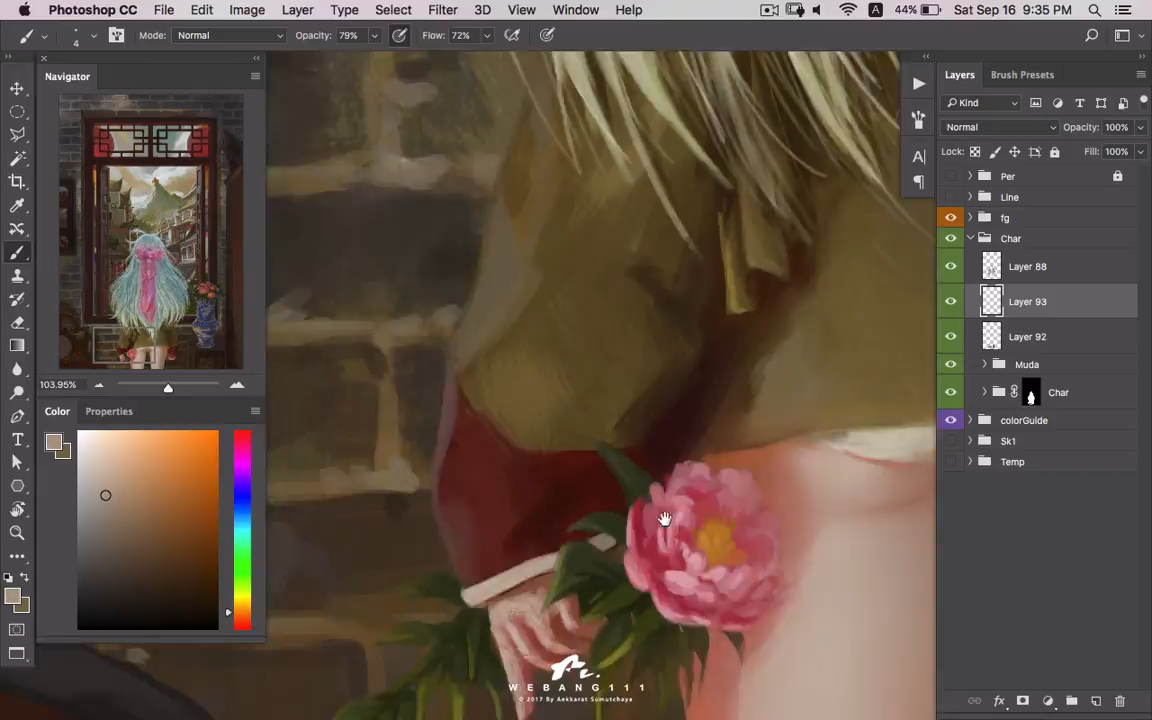 Photoshop CC File Edit Image Layer Type Select Filter 3D View Window Help
44% Sat Sep 16 9:35 PM
4 Mode: Normal Opacity: 79% Flow: 72%
Navigator
103.95%
Color Properties
Layers Brush Presets
Kind
Normal Opacity: 100%
Lock: Fill: 100%
Per
Line
fg
Char
Layer 88
Layer 93
Layer 92
Muda
Char
colorGuide
Sk1
Temp
WEBANG111
© 2017 By Aekkarat Sumutchaya